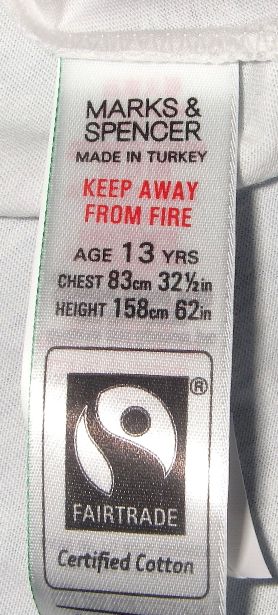 MARKS &
SPENCER
MADE IN TURKEY
KEEP AWAY
FROM FIRE
AGE 13 YRS
CHEST 83cm 32½in
HEIGHT 158cm 62in
®
FAIRTRADE
Certified Cotton